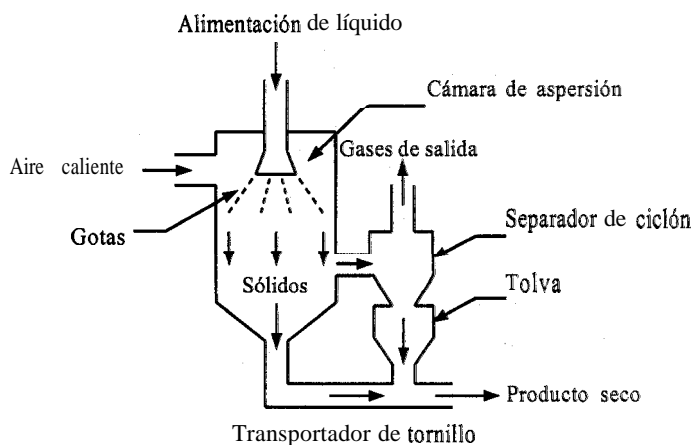 Alimentación de líquido
Cámara de aspersión
Gases de salida
Aire caliente
Gotas
Separador de ciclón
Sólidos
Tolva
Producto seco
Transportador de tornillo